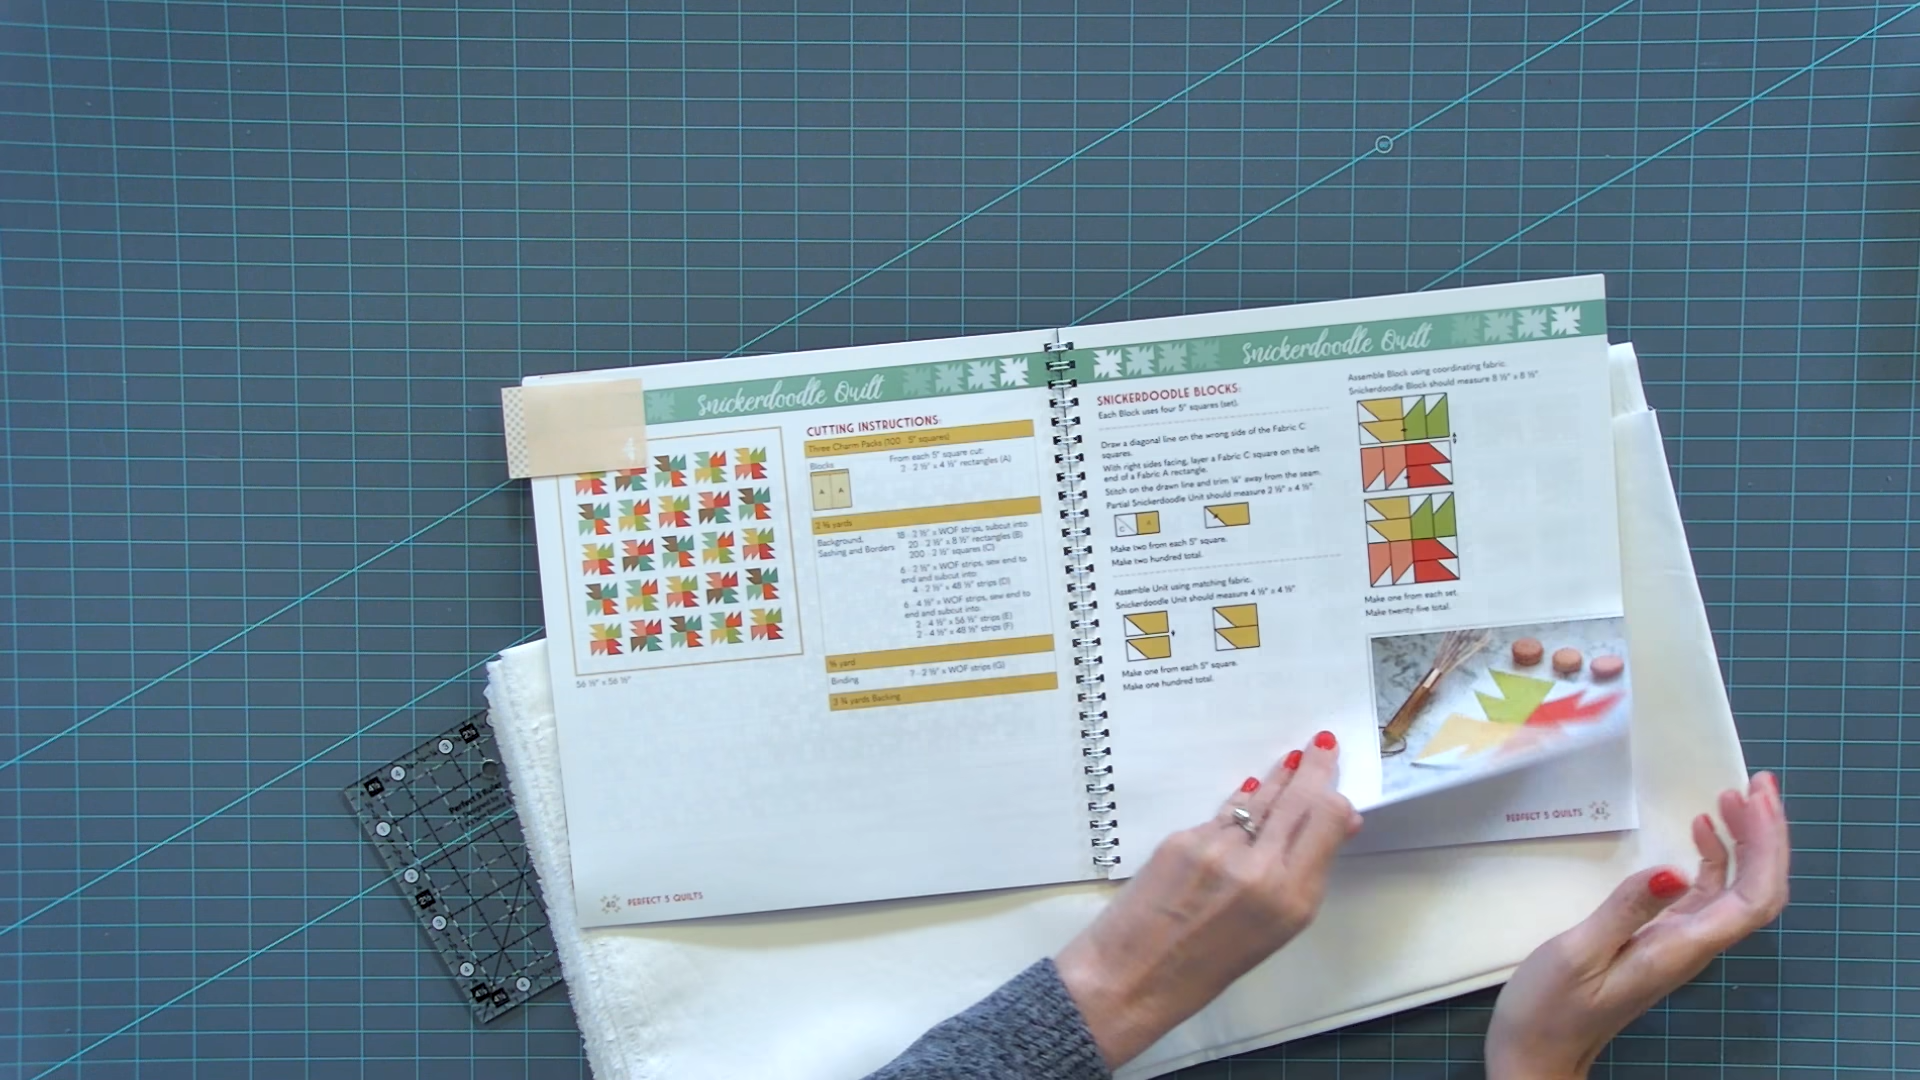 Snickerdoodle Quilt
CUTTING INSTRUCTIONS:
Three Charm Packs (100 - 5" squares)
Blocks
From each 5" square cut:
2 - 2 ½" x 4 ½" rectangles (A)
A A
Background,
Sashing and Borders
18 - 2 ½" x WOF strips, subcut into
20 - 2 ½" x 8 ½" rectangles (B)
200 - 2 ½" squares (C)
6 - 2 ½" x WOF strips, sew end to
end and subcut into:
4 - 2 ½" x 48 ½" strips (D)
6 - 4 ½" x WOF strips, sew end to
end and subcut into:
2 - 4 ½" x 56 ½" strips (E)
2 - 4 ½" x 48 ½" strips (F)
Binding
7 - 2 ½" x WOF strips (G)
56 ½" x 56 ½"
40 PERFECT 5 QUILTS
Snickerdoodle Quilt
SNICKERDOODLE BLOCKS:
Each Block uses four 5" squares (set).
Draw a diagonal line on the wrong side of the Fabric C
squares.
With right sides facing, layer a Fabric C square on the left
end of a Fabric A rectangle.
Stitch on the drawn line and trim ¼" away from the seam.
Partial Snickerdoodle Unit should measure 2 ½" x 4 ½".
C A
Make two from each 5" square.
Make two hundred total.
Assemble Unit using matching fabric.
Snickerdoodle Unit should measure 4 ½" x 4 ½".
Make one from each 5" square.
Make one hundred total.
Assemble Block using coordinating fabric.
Snickerdoodle Block should measure 8 ½" x 8 ½".
Make one from each set.
Make twenty-five total.
PERFECT 5 QUILTS
Perfect 5 Ruler